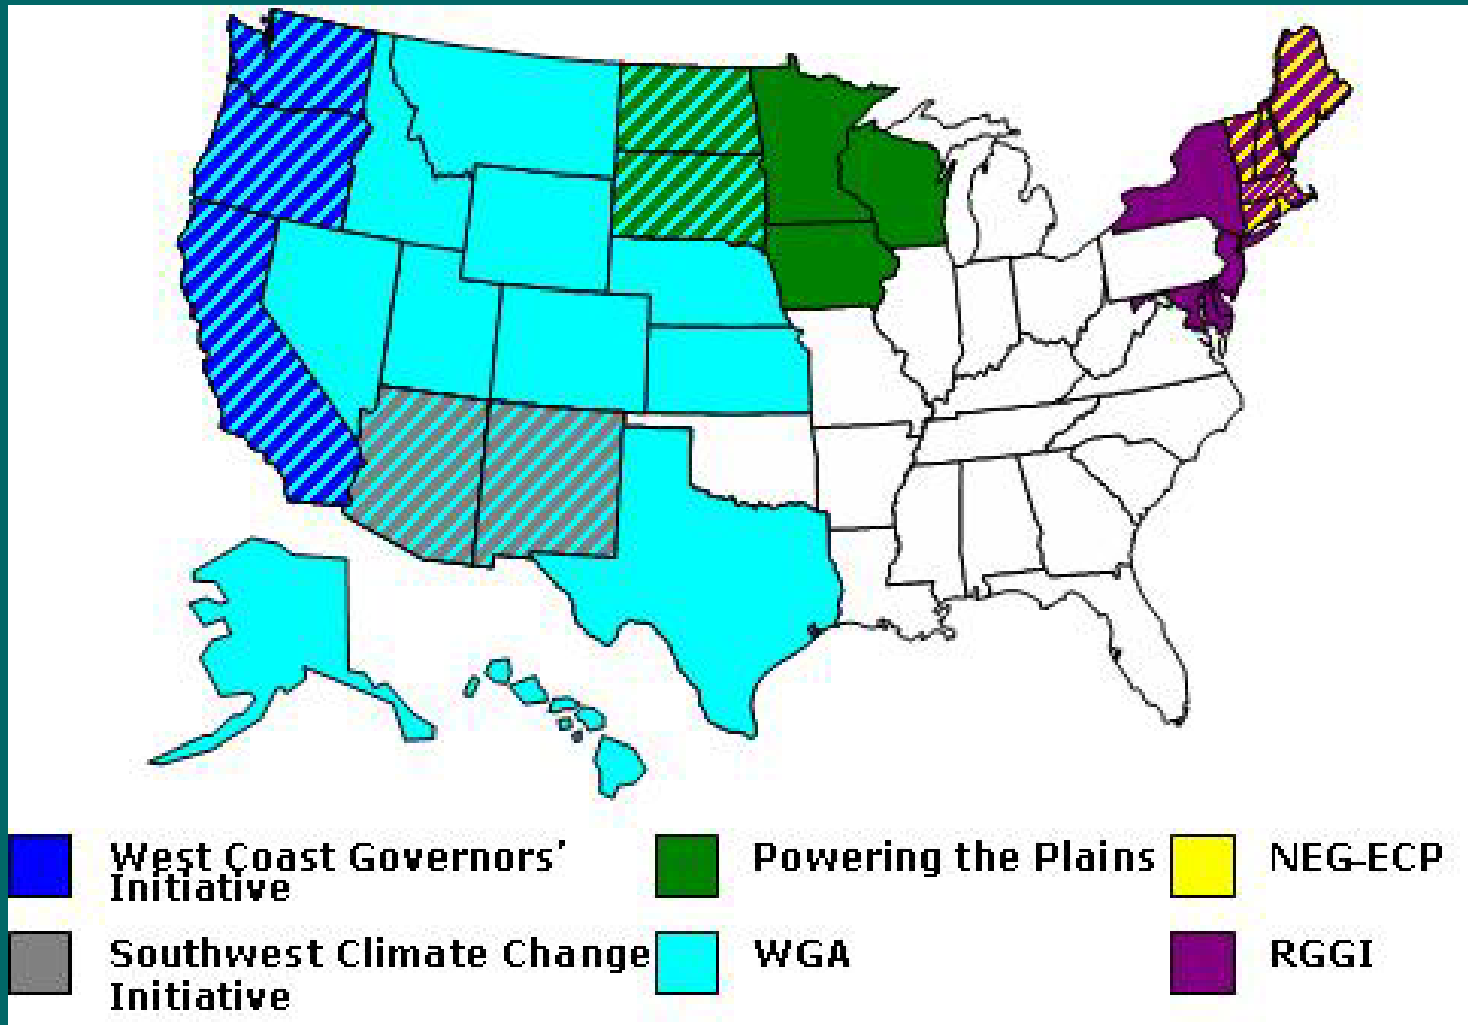 West Coast Governors’
Initiative
Powering the Plains
NEG-ECP
Southwest Climate Change
Initiative
WGA
RGGI